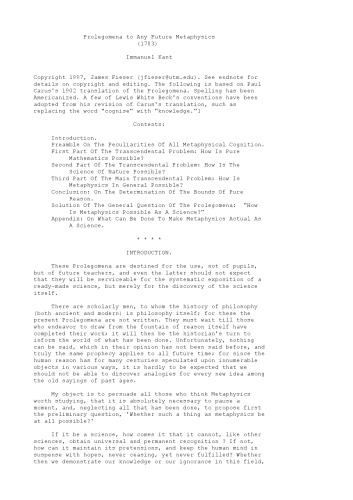 Prolegomena to Any Future Metaphysics
(1783)
Immanuel Kant
Copyright 1997, James Fieser (jfieser@utm.edu). See endnote
for details on copyright and editing. The following is based on Paul
Carus's 1902 translation of the Prolegomena. Spelling has been
Americanized. A few of Lewis White Beck's conventions have been
adopted from his revision of Carus's translation, such as
replacing the word "cognize" with "knowledge."1
Contents:
Introduction.
Preamble On The Peculiarities Of All Metaphysical Cognition.
First Part Of The Transcendental Problem: How Is Pure
Mathematics Possible?
Second Part Of The Transcendental Problem: How Is The
Science Of Nature Possible?
Third Part Of The Main Transcendental Problem: How Is
Metaphysics In General Possible?
Conclusion: On The Determination Of The Bounds Of Pure
Reason.
Solution Of The General Question Of The Prolegomena: "How
Is Metaphysics Possible As A Science?"
Appendix: On What Can Be Done To Make Metaphysics Actual As
A Science.
* * * *
INTRODUCTION.
These Prolegomena are destined for the use, not of pupils,
but of future teachers, and even the latter should not expect
that they will be serviceable for the systematic exposition of a
ready-made science, but merely for the discovery of the science
itself.
There are scholarly men, to whom the history of philosophy
(both ancient and modern) is philosophy itself; for these the
present Prolegomena are not written. They must wait till those
who endeavor to draw from the fountain of reason itself have
completed their work; it will then be the historian's turn to
inform the world of what has been done. Unfortunately, nothing
can be said, which in their opinion has not been said before, and
truly the same prophecy applies to all future time; for since the
human reason has for many centuries speculated upon innumerable
objects in various ways, it is hardly to be expected that we
should not be able to discover analogies for every new idea among
the old sayings of past ages.
My object is to persuade all those who think Metaphysics
worth studying, that it is absolutely necessary to pause a
moment, and, neglecting all that has been done, to propose first
the preliminary question, 'Whether such a thing as metaphysics be
at all possible?'
If it be a science, how comes it that it cannot, like other
sciences, obtain universal and permanent recognition ? If not,
how can it maintain its pretensions, and keep the human mind in
suspense with hopes, never ceasing, yet never fulfilled? Whether
then we demonstrate our knowledge or our ignorance in this field,